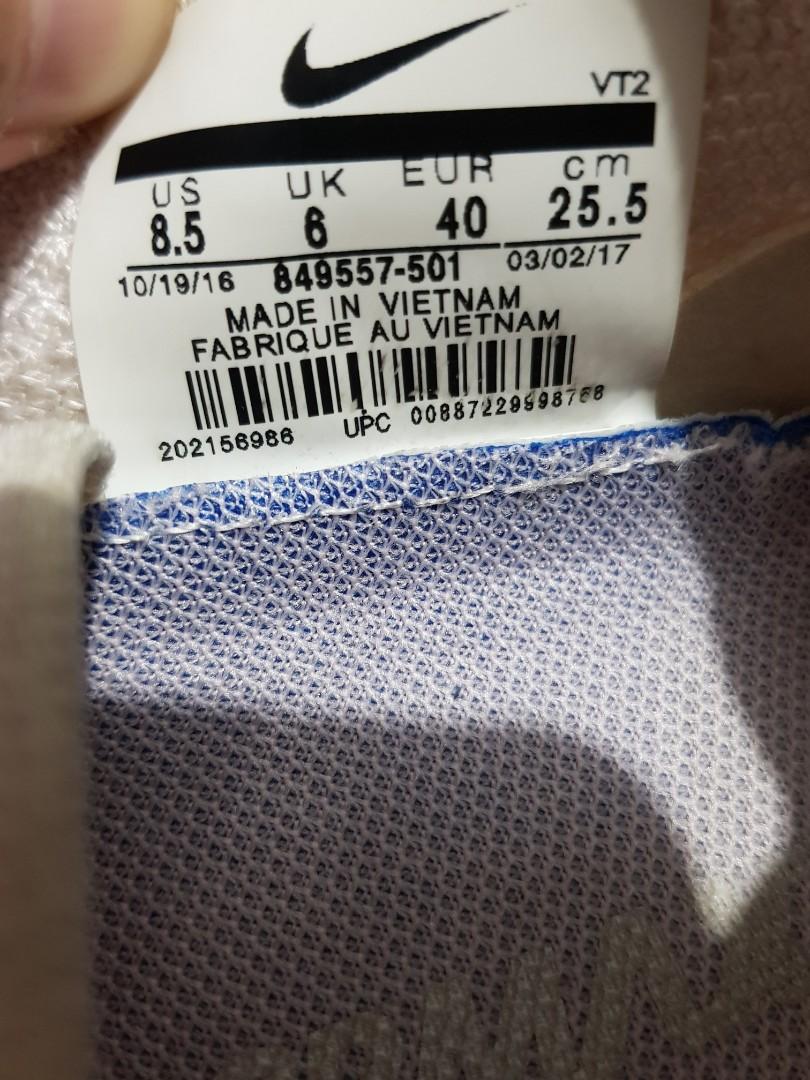 VT2
US UK EUR cm
8.5 6 40 25.5
10/19/16 849557-501 03/02/17
MADE IN VIETNAM
FABRIQUE AU VIETNAM
202156986 UPC 00887229998768